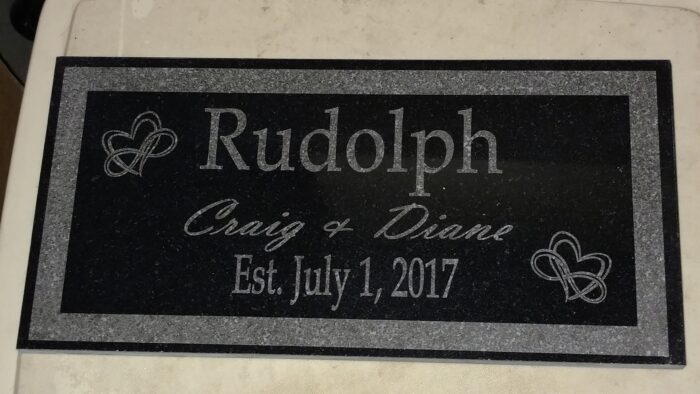 Rudolph
Craig & Diane
Est. July 1, 2017